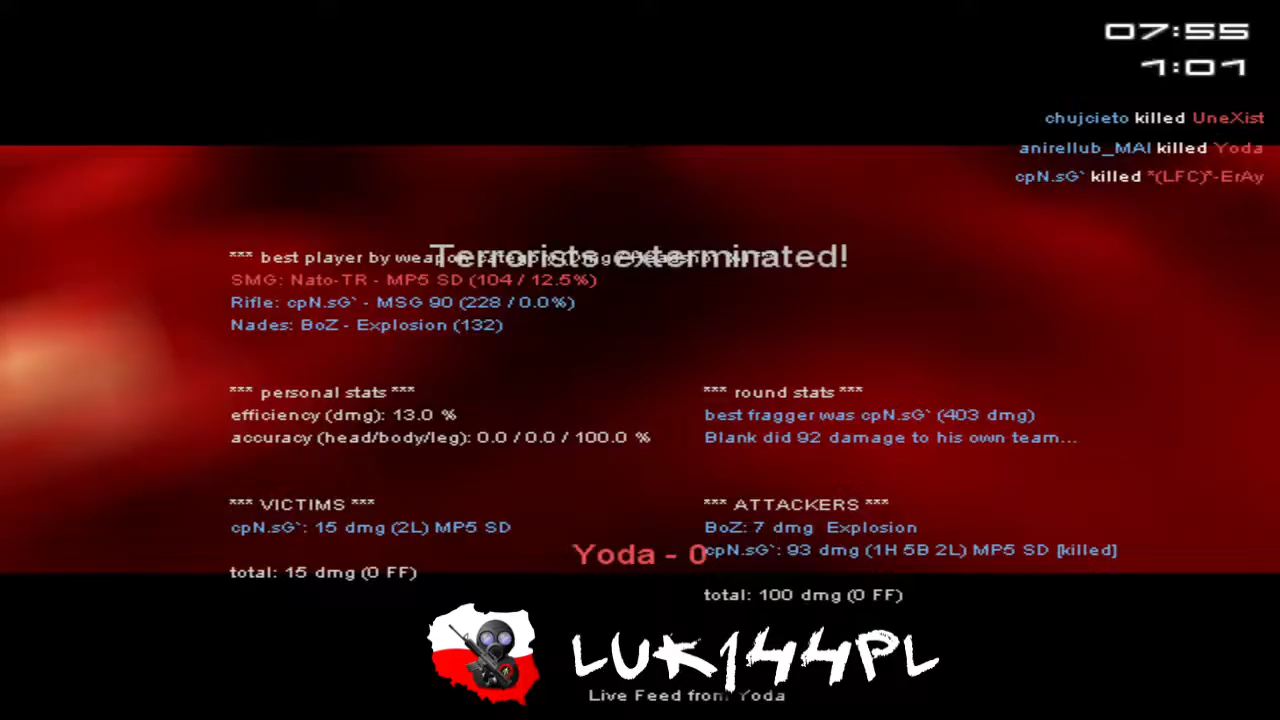 07:55
1:01
chujcieto killed UneXist
anirellub_MAI killed Yoda
cpN.sG` killed *(LFC)*-ErAy
Terrorists exterminated!
*** best player by weapon
SMG: Nato-TR - MP5 SD (104 / 12.5%)
Rifle: cpN.sG` - MSG 90 (228 / 0.0%)
Nades: BoZ - Explosion (132)
*** personal stats ***
efficiency (dmg): 13.0 %
accuracy (head/body/leg): 0.0 / 0.0 / 100.0 %
*** round stats ***
best fragger was cpN.sG` (403 dmg)
Blank did 92 damage to his own team...
*** VICTIMS ***
cpN.sG`: 15 dmg (2L) MP5 SD
total: 15 dmg (0 FF)
*** ATTACKERS ***
BoZ: 7 dmg Explosion
cpN.sG`: 93 dmg (1H 5B 2L) MP5 SD [killed]
total: 100 dmg (0 FF)
Yoda - 0
LUK144PL
Live Feed from Yoda